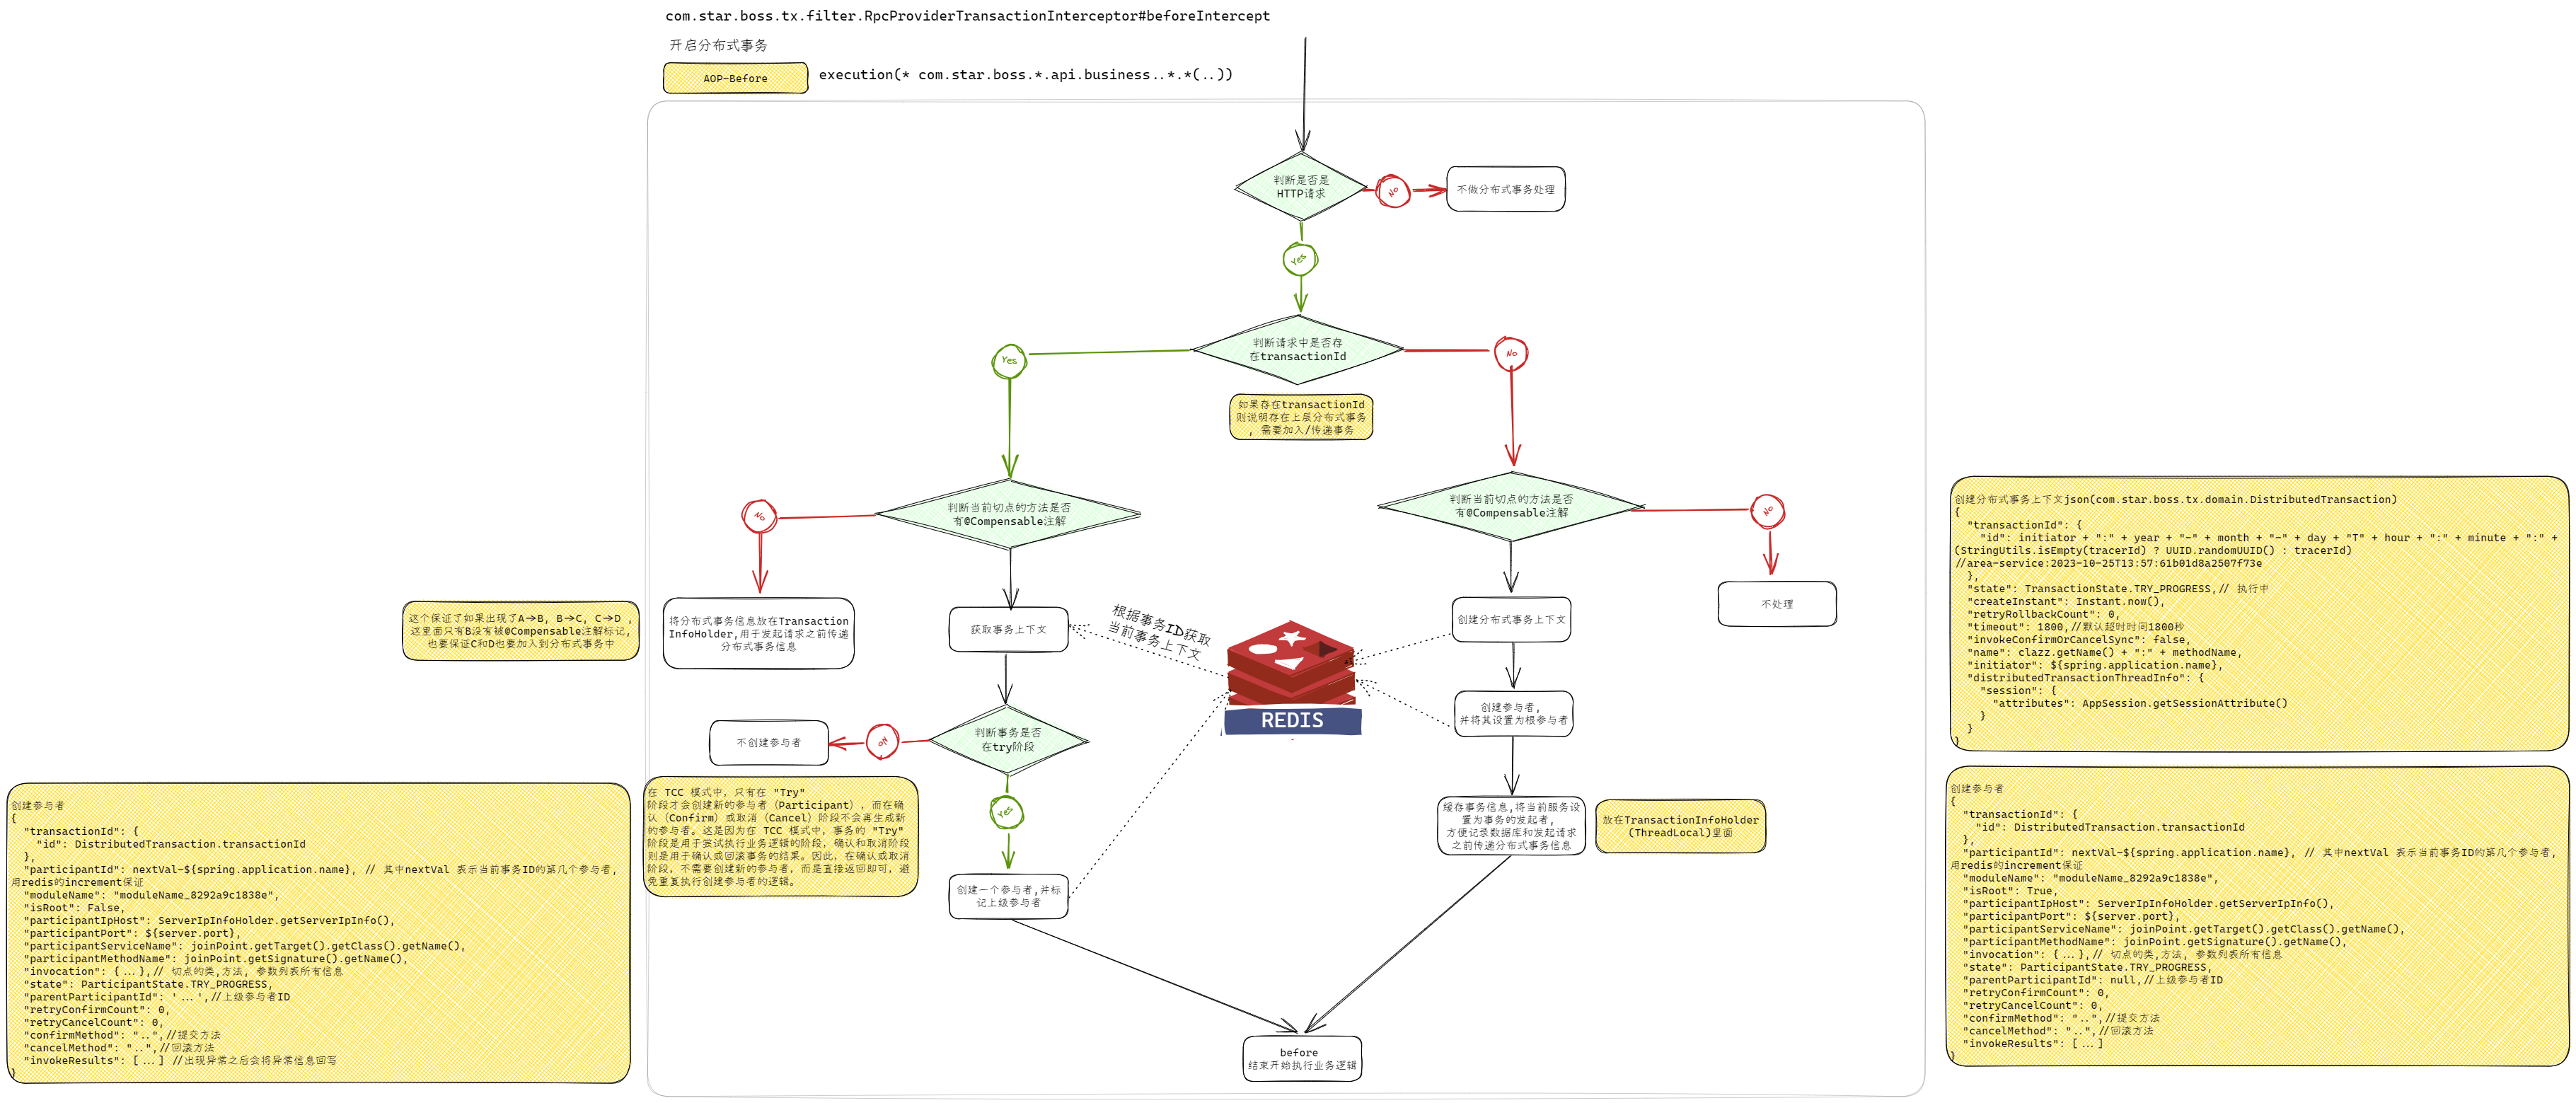 com.star.boss.tx.filter.RpcProviderTransactionInterceptor#beforeIntercept
开启分布式事务
AOP-Before
execution(* com.star.boss.*.api.business..*.*(..))
判断是否是
HTTP请求
No
不做分布式事务处理
Yes
判断请求中是否存
在transactionId
Yes
No
如果存在transactionId
则说明存在上层分布式事务
, 需要加入/传递事务
判断当前切点的方法是否
有@Compensable注解
No
判断当前切点的方法是否
有@Compensable注解
No
将分布式事务信息放在Transaction
InfoHolder,用于发起请求之前传递
分布式事务信息
这个保证了如果出现了A->B, B->C, C->D ,
这里面只有B没有被@Compensable注解标记,
也要保证C和D也要加入到分布式事务中
获取事务上下文
根据事务ID获取
当前事务上下文
REDIS
创建分布式事务上下文
不处理
创建参与者,
并将其设置为根参与者
判断事务是否
在try阶段
No
不创建参与者
在 TCC 模式中，只有在 "Try"
阶段才会创建新的参与者（Participant），而在确
认（Confirm）或取消（Cancel）阶段不会再生成新
的参与者。这是因为在 TCC 模式中，事务的 "Try"
阶段是用于尝试执行业务逻辑的阶段，确认和取消阶段
则是用于确认或回滚事务的结果。因此，在确认或取消
阶段，不需要创建新的参与者，而是直接返回即可，避
免重复执行创建参与者的逻辑。
Yes
创建一个参与者,并标
记上级参与者
缓存事务信息,将当前服务设
置为事务的发起者,
方便记录数据库和发起请求
之前传递分布式事务信息
放在TransactionInfoHolder
(ThreadLocal)里面
before
结束开始执行业务逻辑
创建分布式事务上下文json(com.star.boss.tx.domain.DistributedTransaction)
{
"transactionId": {
"id": initiator + ":" + year + "-" + month + "-" + day + "T" + hour + ":" + minute + ":" +
(StringUtils.isEmpty(tracerId) ? UUID.randomUUID() : tracerId)
//area-service:2023-10-25T13:57:61b01d8a2507f73e
},
"state": TransactionState.TRY_PROGRESS,// 执行中
"createInstant": Instant.now(),
"retryRollbackCount": 0,
"timeout": 1800,//默认超时时间1800秒
"invokeConfirmOrCancelSync": false,
"name": clazz.getName() + ":" + methodName,
"initiator": ${spring.application.name},
"distributedTransactionThreadInfo": {
"session": {
"attributes": AppSession.getSessionAttribute()
}
}
}
创建参与者
{
"transactionId": {
"id": DistributedTransaction.transactionId
},
"participantId": nextVal-${spring.application.name}, // 其中nextVal 表示当前事务ID的第几个参与者,
用redis的increment保证
"moduleName": "moduleName_8292a9c1838e",
"isRoot": False,
"participantIpHost": ServerIpInfoHolder.getServerIpInfo(),
"participantPort": ${server.port},
"participantServiceName": joinPoint.getTarget().getClass().getName(),
"participantMethodName": joinPoint.getSignature().getName(),
"invocation": {...},// 切点的类,方法, 参数列表所有信息
"state": ParticipantState.TRY_PROGRESS,
"parentParticipantId": '...',//上级参与者ID
"retryConfirmCount": 0,
"retryCancelCount": 0,
"confirmMethod": "..",//提交方法
"cancelMethod": "..",//回滚方法
"invokeResults": [...] //出现异常之后会将异常信息回写
}
创建参与者
{
"transactionId": {
"id": DistributedTransaction.transactionId
},
"participantId": nextVal-${spring.application.name}, // 其中nextVal 表示当前事务ID的第几个参与者,
用redis的increment保证
"moduleName": "moduleName_8292a9c1838e",
"isRoot": True,
"participantIpHost": ServerIpInfoHolder.getServerIpInfo(),
"participantPort": ${server.port},
"participantServiceName": joinPoint.getTarget().getClass().getName(),
"participantMethodName": joinPoint.getSignature().getName(),
"invocation": {...},// 切点的类,方法, 参数列表所有信息
"state": ParticipantState.TRY_PROGRESS,
"parentParticipantId": null,//上级参与者ID
"retryConfirmCount": 0,
"retryCancelCount": 0,
"confirmMethod": "..",//提交方法
"cancelMethod": "..",//回滚方法
"invokeResults": [...]
}